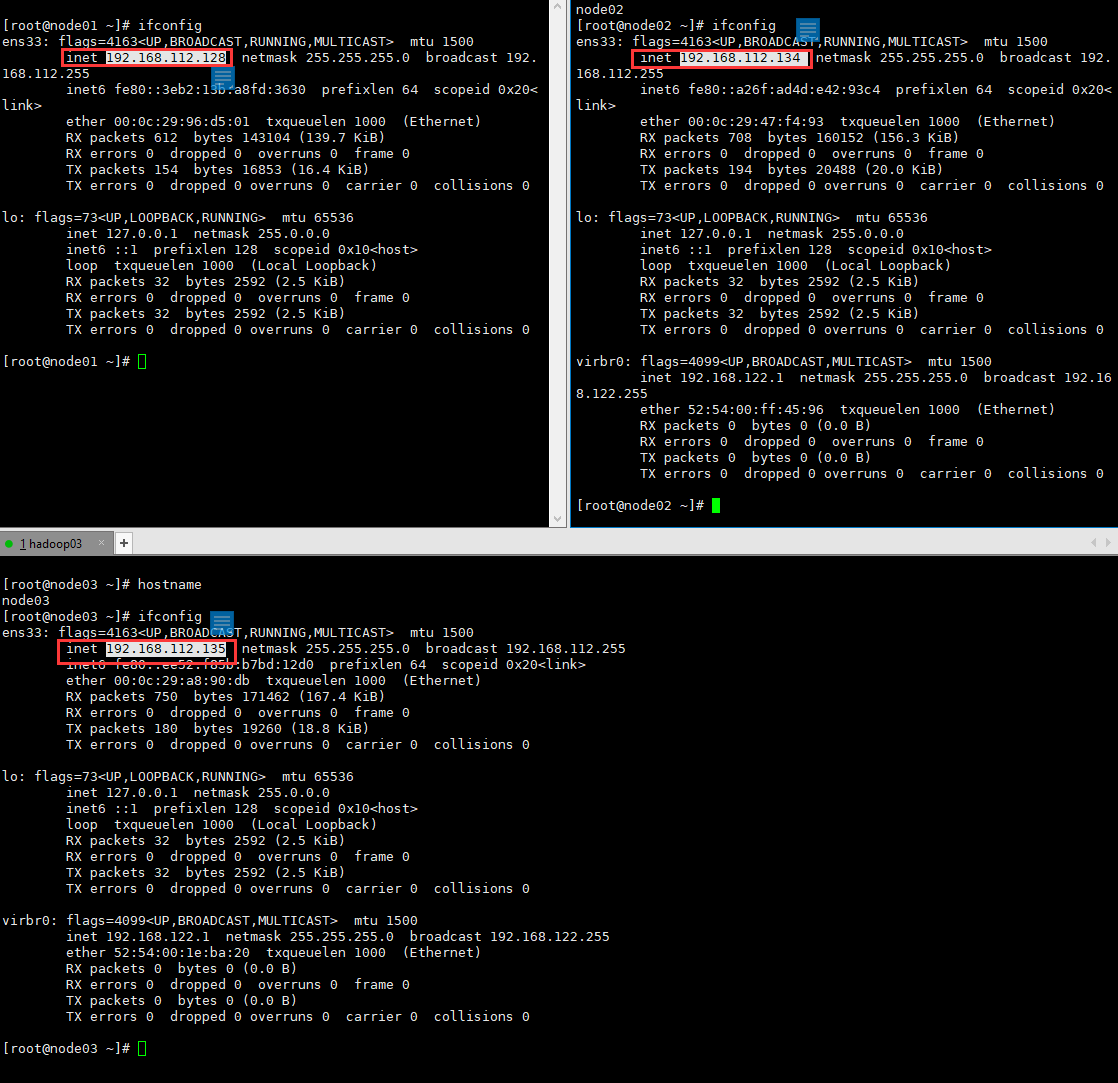 [root@node01 ~]# ifconfig
ens33: flags=4163<UP,BROADCAST,RUNNING,MULTICAST>  mtu 1500
        inet 192.168.112.128  netmask 255.255.255.0  broadcast 192.
168.112.255
        inet6 fe80::3eb2:13b:a8fd:3630  prefixlen 64  scopeid 0x20<
link>
        ether 00:0c:29:96:d5:01  txqueuelen 1000  (Ethernet)
        RX packets 612  bytes 143104 (139.7 KiB)
        RX errors 0  dropped 0  overruns 0  frame 0
        TX packets 154  bytes 16853 (16.4 KiB)
        TX errors 0  dropped 0 overruns 0  carrier 0  collisions 0
lo: flags=73<UP,LOOPBACK,RUNNING>  mtu 65536
        inet 127.0.0.1  netmask 255.0.0.0
        inet6 ::1  prefixlen 128  scopeid 0x10<host>
        loop  txqueuelen 1000  (Local Loopback)
        RX packets 32  bytes 2592 (2.5 KiB)
        RX errors 0  dropped 0  overruns 0  frame 0
        TX packets 32  bytes 2592 (2.5 KiB)
        TX errors 0  dropped 0 overruns 0  carrier 0  collisions 0
[root@node01 ~]#
node02
[root@node02 ~]# ifconfig
ens33: flags=4163<UP,BROADCAST,RUNNING,MULTICAST>  mtu 1500
        inet 192.168.112.134  netmask 255.255.255.0  broadcast 192.
168.112.255
        inet6 fe80::a26f:ad4d:e42:93c4  prefixlen 64  scopeid 0x20<
link>
        ether 00:0c:29:47:f4:93  txqueuelen 1000  (Ethernet)
        RX packets 708  bytes 160152 (156.3 KiB)
        RX errors 0  dropped 0  overruns 0  frame 0
        TX packets 194  bytes 20488 (20.0 KiB)
        TX errors 0  dropped 0 overruns 0  carrier 0  collisions 0
lo: flags=73<UP,LOOPBACK,RUNNING>  mtu 65536
        inet 127.0.0.1  netmask 255.0.0.0
        inet6 ::1  prefixlen 128  scopeid 0x10<host>
        loop  txqueuelen 1000  (Local Loopback)
        RX packets 32  bytes 2592 (2.5 KiB)
        RX errors 0  dropped 0  overruns 0  frame 0
        TX packets 32  bytes 2592 (2.5 KiB)
        TX errors 0  dropped 0 overruns 0  carrier 0  collisions 0
virbr0: flags=4099<UP,BROADCAST,MULTICAST>  mtu 1500
        inet 192.168.122.1  netmask 255.255.255.0  broadcast 192.16
8.122.255
        ether 52:54:00:ff:45:96  txqueuelen 1000  (Ethernet)
        RX packets 0  bytes 0 (0.0 B)
        RX errors 0  dropped 0  overruns 0  frame 0
        TX packets 0  bytes 0 (0.0 B)
        TX errors 0  dropped 0 overruns 0  carrier 0  collisions 0
[root@node02 ~]#
1 hadoop03 × +
[root@node03 ~]# hostname
node03
[root@node03 ~]# ifconfig
ens33: flags=4163<UP,BROADCAST,RUNNING,MULTICAST>  mtu 1500
        inet 192.168.112.135  netmask 255.255.255.0  broadcast 192.168.112.255
        inet6 fe80::ee52:f85b:b7bd:12d0  prefixlen 64  scopeid 0x20<link>
        ether 00:0c:29:a8:90:db  txqueuelen 1000  (Ethernet)
        RX packets 750  bytes 171462 (167.4 KiB)
        RX errors 0  dropped 0  overruns 0  frame 0
        TX packets 180  bytes 19260 (18.8 KiB)
        TX errors 0  dropped 0 overruns 0  carrier 0  collisions 0
lo: flags=73<UP,LOOPBACK,RUNNING>  mtu 65536
        inet 127.0.0.1  netmask 255.0.0.0
        inet6 ::1  prefixlen 128  scopeid 0x10<host>
        loop  txqueuelen 1000  (Local Loopback)
        RX packets 32  bytes 2592 (2.5 KiB)
        RX errors 0  dropped 0  overruns 0  frame 0
        TX packets 32  bytes 2592 (2.5 KiB)
        TX errors 0  dropped 0 overruns 0  carrier 0  collisions 0
virbr0: flags=4099<UP,BROADCAST,MULTICAST>  mtu 1500
        inet 192.168.122.1  netmask 255.255.255.0  broadcast 192.168.122.255
        ether 52:54:00:1e:ba:20  txqueuelen 1000  (Ethernet)
        RX packets 0  bytes 0 (0.0 B)
        RX errors 0  dropped 0  overruns 0  frame 0
        TX packets 0  bytes 0 (0.0 B)
        TX errors 0  dropped 0 overruns 0  carrier 0  collisions 0
[root@node03 ~]#